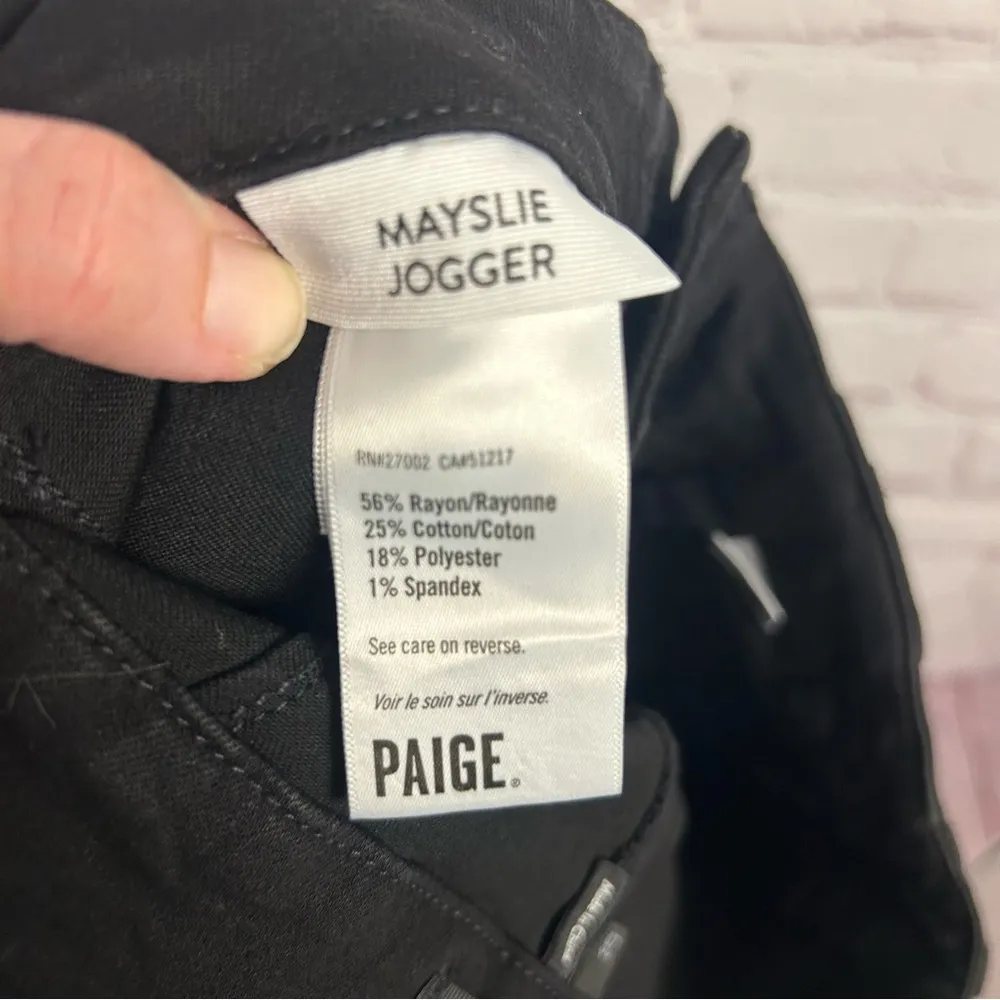 MAYSLIE
JOGGER
RN#27002 CA#51217
56% Rayon/Rayonne
25% Cotton/Coton
18% Polyester
1% Spandex
See care on reverse.
Voir le soin sur l'inverse.
PAIGE®